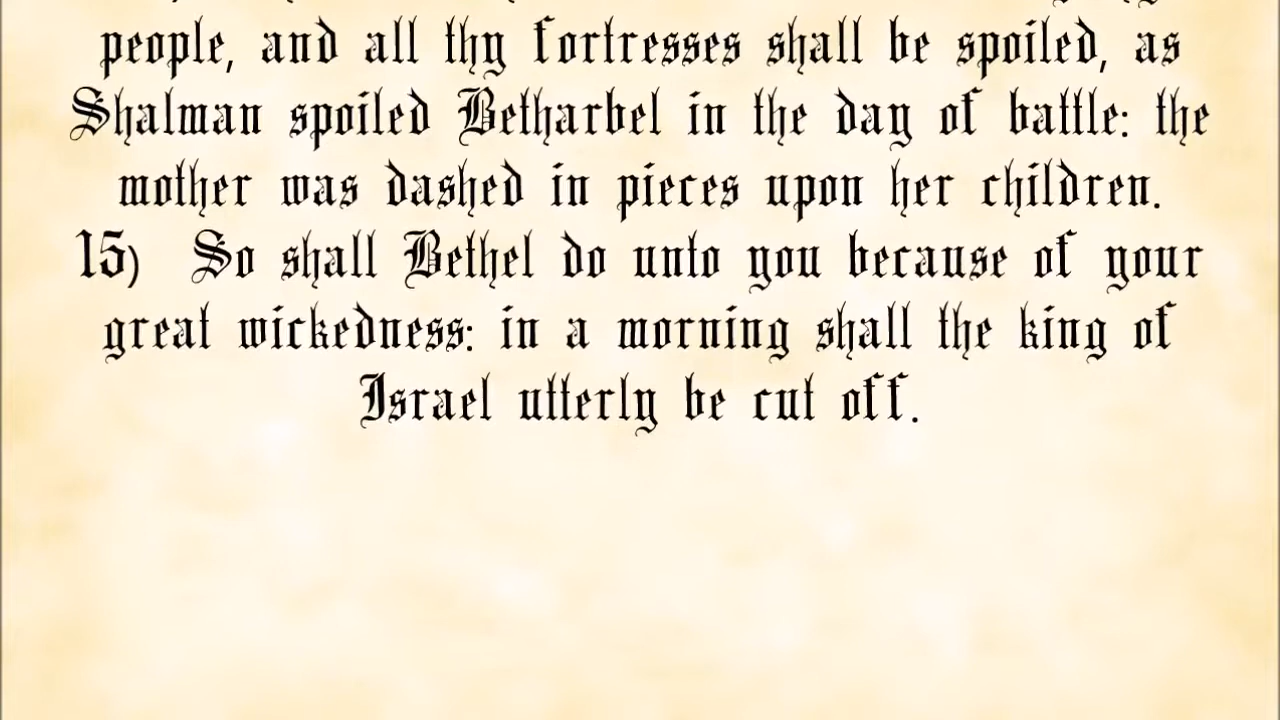 people, and all thy fortresses shall be spoiled, as
Shalman spoiled Betharbel in the day of battle: the
mother was dashed in pieces upon her children.
15) So shall Bethel do unto you because of your
great wickedness: in a morning shall the king of
Israel utterly be cut off.